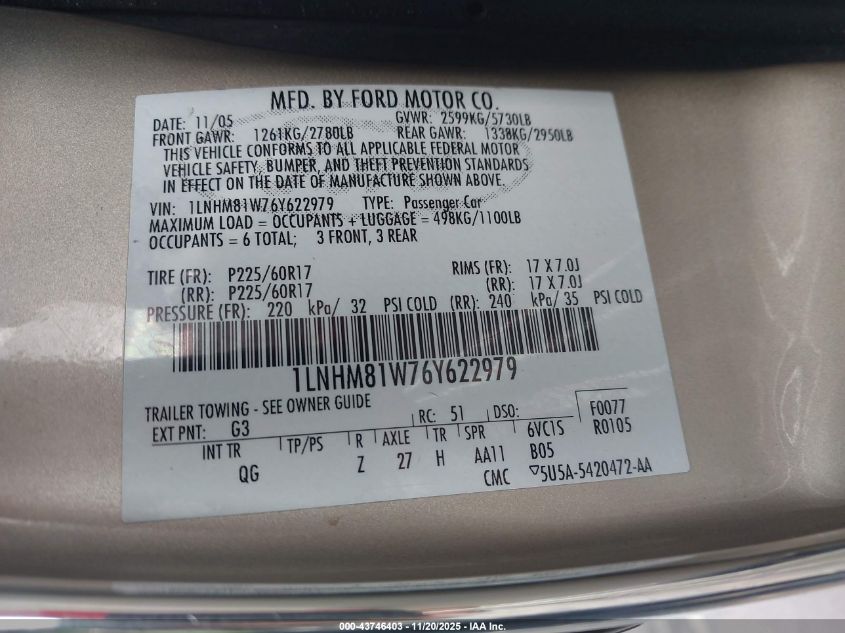 MFD. BY FORD MOTOR CO.
DATE: 11/05 GVWR: 2599KG/5730LB
FRONT GAWR: 1261KG/2780LB REAR GAWR: 1338KG/2950LB
THIS VEHICLE CONFORMS TO ALL APPLICABLE FEDERAL MOTOR
VEHICLE SAFETY, BUMPER, AND THEFT PREVENTION STANDARDS
IN EFFECT ON THE DATE OF MANUFACTURE SHOWN ABOVE.
VIN: 1LNHM81W76Y622979 TYPE: Passenger Car
MAXIMUM LOAD = OCCUPANTS + LUGGAGE = 498KG/1100LB
OCCUPANTS = 6 TOTAL; 3 FRONT, 3 REAR
TIRE (FR): P225/60R17 RIMS (FR): 17 X 7.0J
(RR): P225/60R17 (RR): 17 X 7.0J
PRESSURE (FR): 220 kPa/ 32 PSI COLD (RR): 240 kPa/ 35 PSI COLD
1LNHM81W76Y622979
TRAILER TOWING - SEE OWNER GUIDE
EXT PNT: G3 RC: 51 DSO: F0077
INT TR TP/PS R AXLE TR SPR 6VC1S R0105
QG Z 27 H AA11 B05
CMC ▽5U5A-5420472-AA
000-43746403 - 11/20/2025 - IAA Inc.